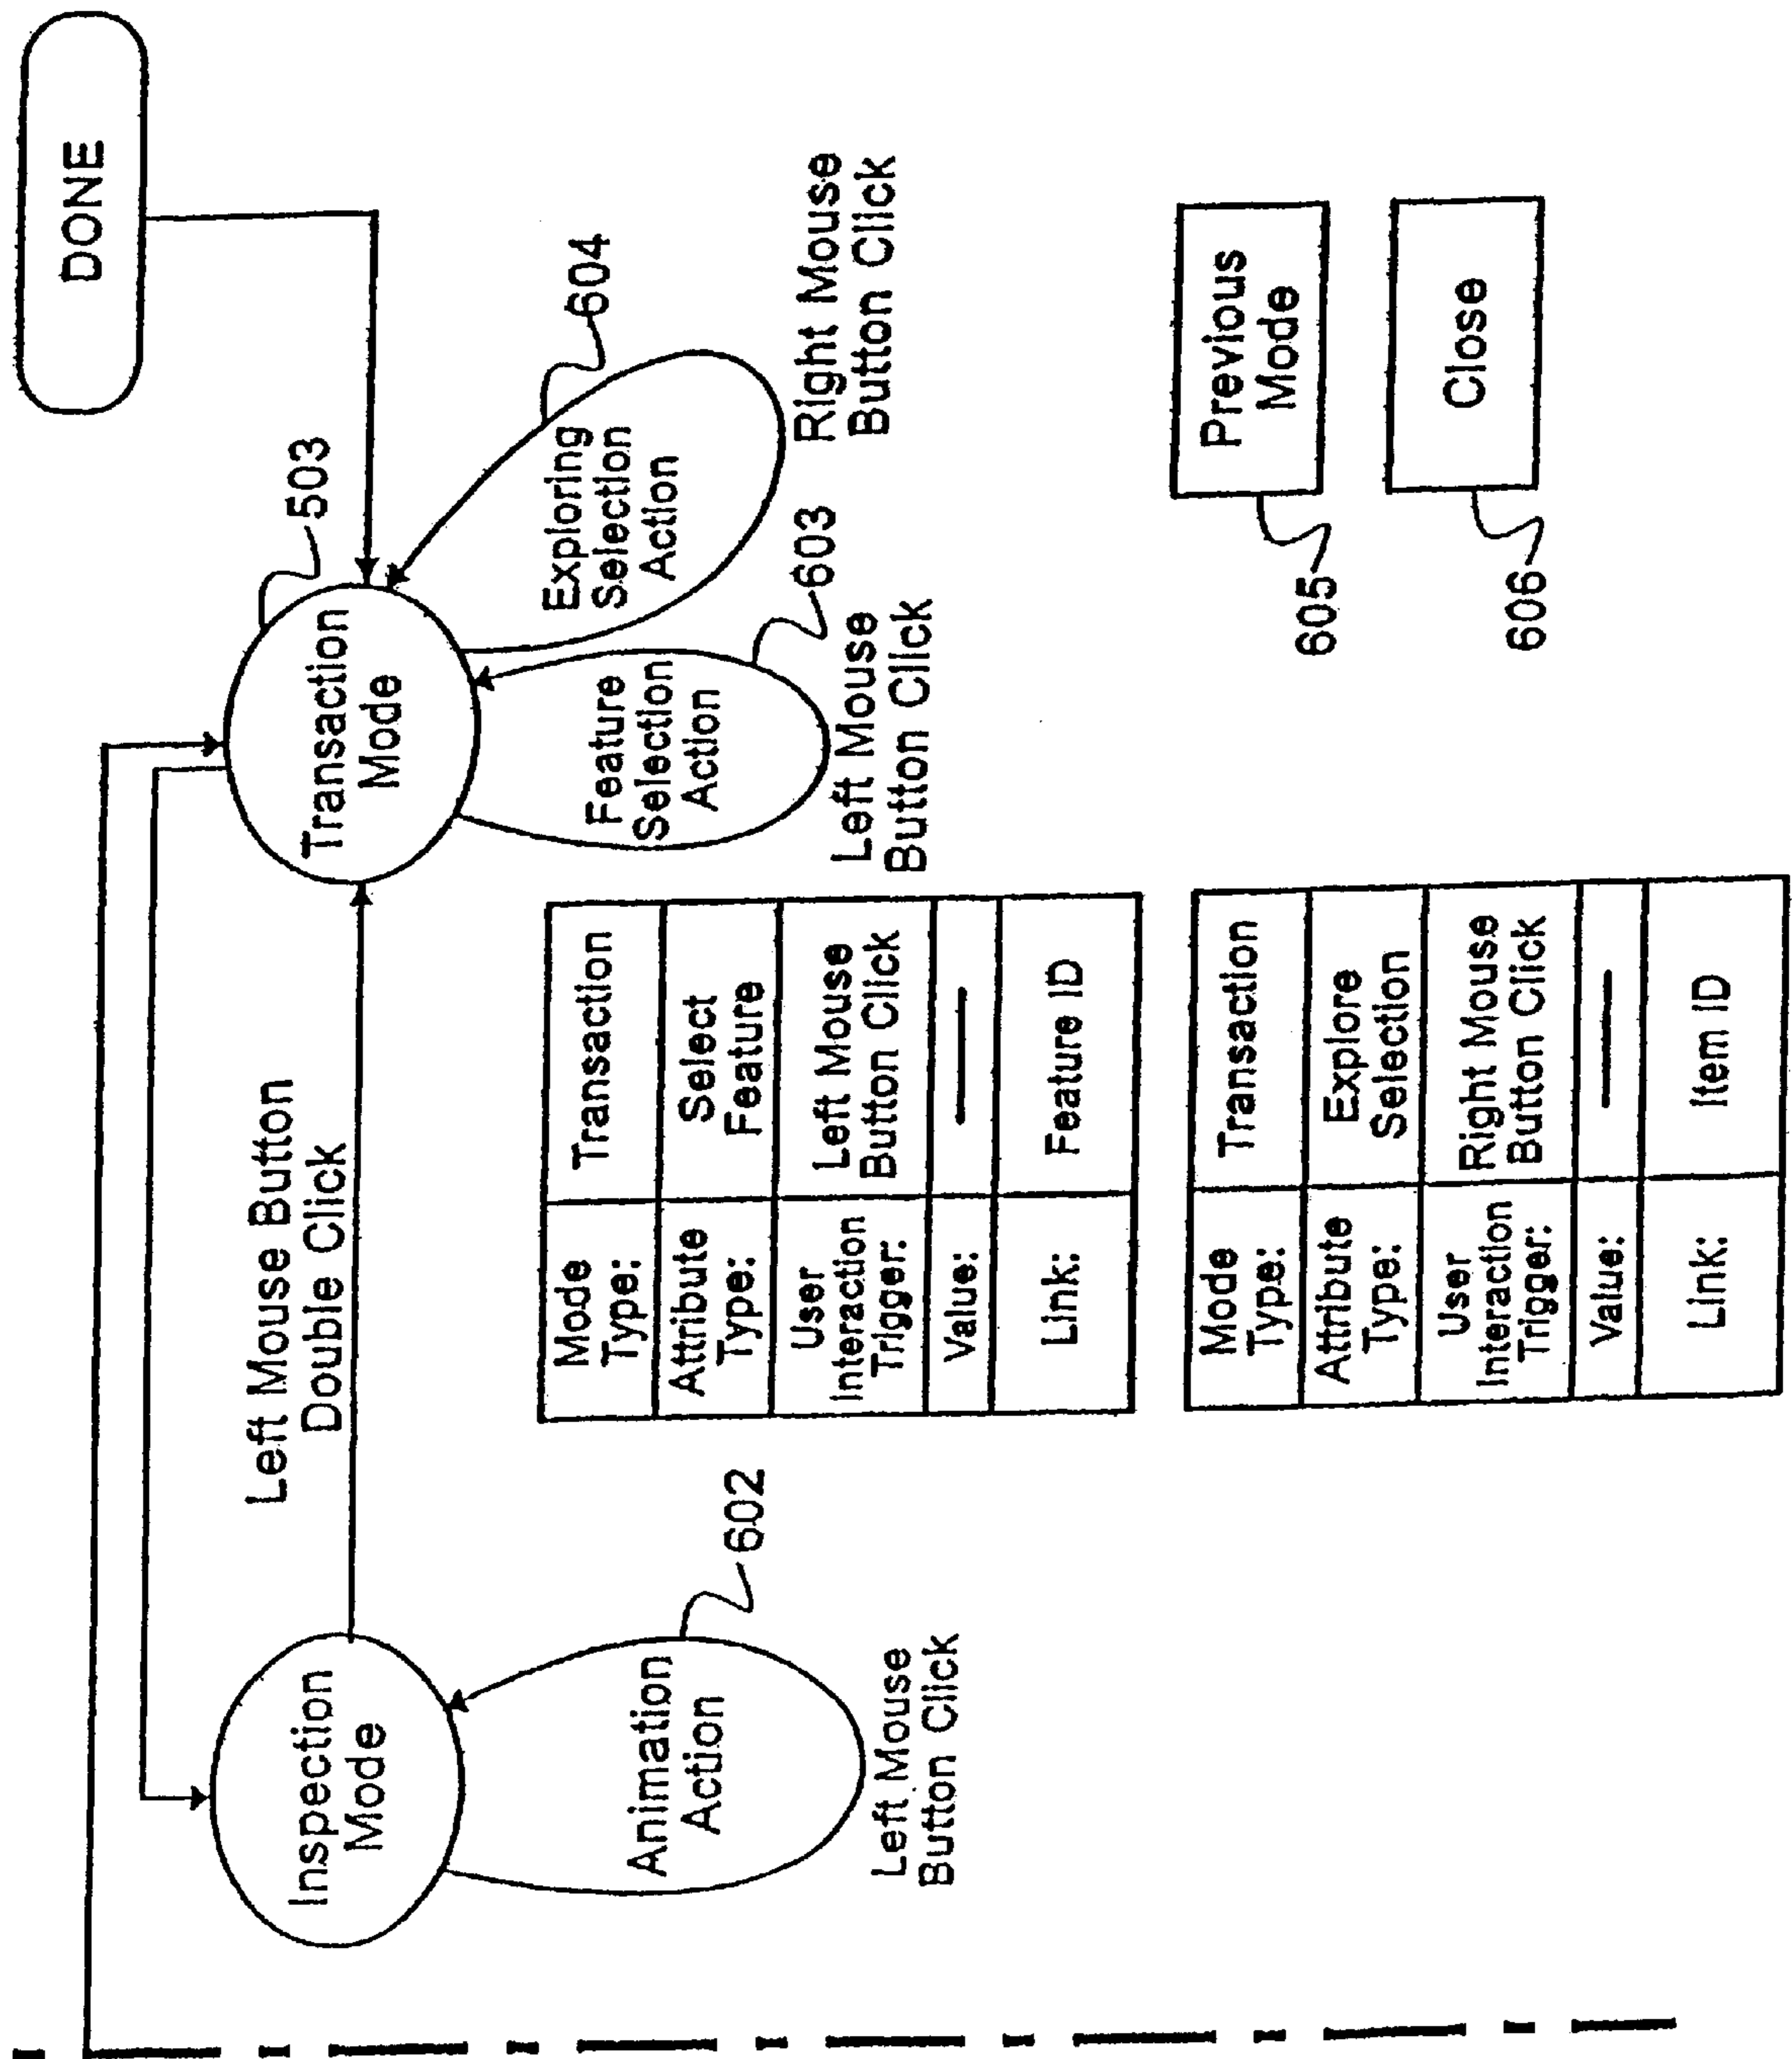 DONE
Left Mouse Button
Double Click
Inspection
Mode
Transaction
Mode
503
Animation
Action
602
Left Mouse
Button Click
Feature
Selection
Action
603
Left Mouse
Button Click
Exploring
Selection
Action
604
Right Mouse
Button Click
Mode
Type:
Transaction
Attribute
Type:
Select
Feature
User
Interaction
Trigger:
Left Mouse
Button Click
Value:
—
Link:
Feature ID
Mode
Type:
Transaction
Attribute
Type:
Explore
Selection
User
Interaction
Trigger:
Right Mouse
Button Click
Value:
—
Link:
Item ID
605
Previous
Mode
606
Close